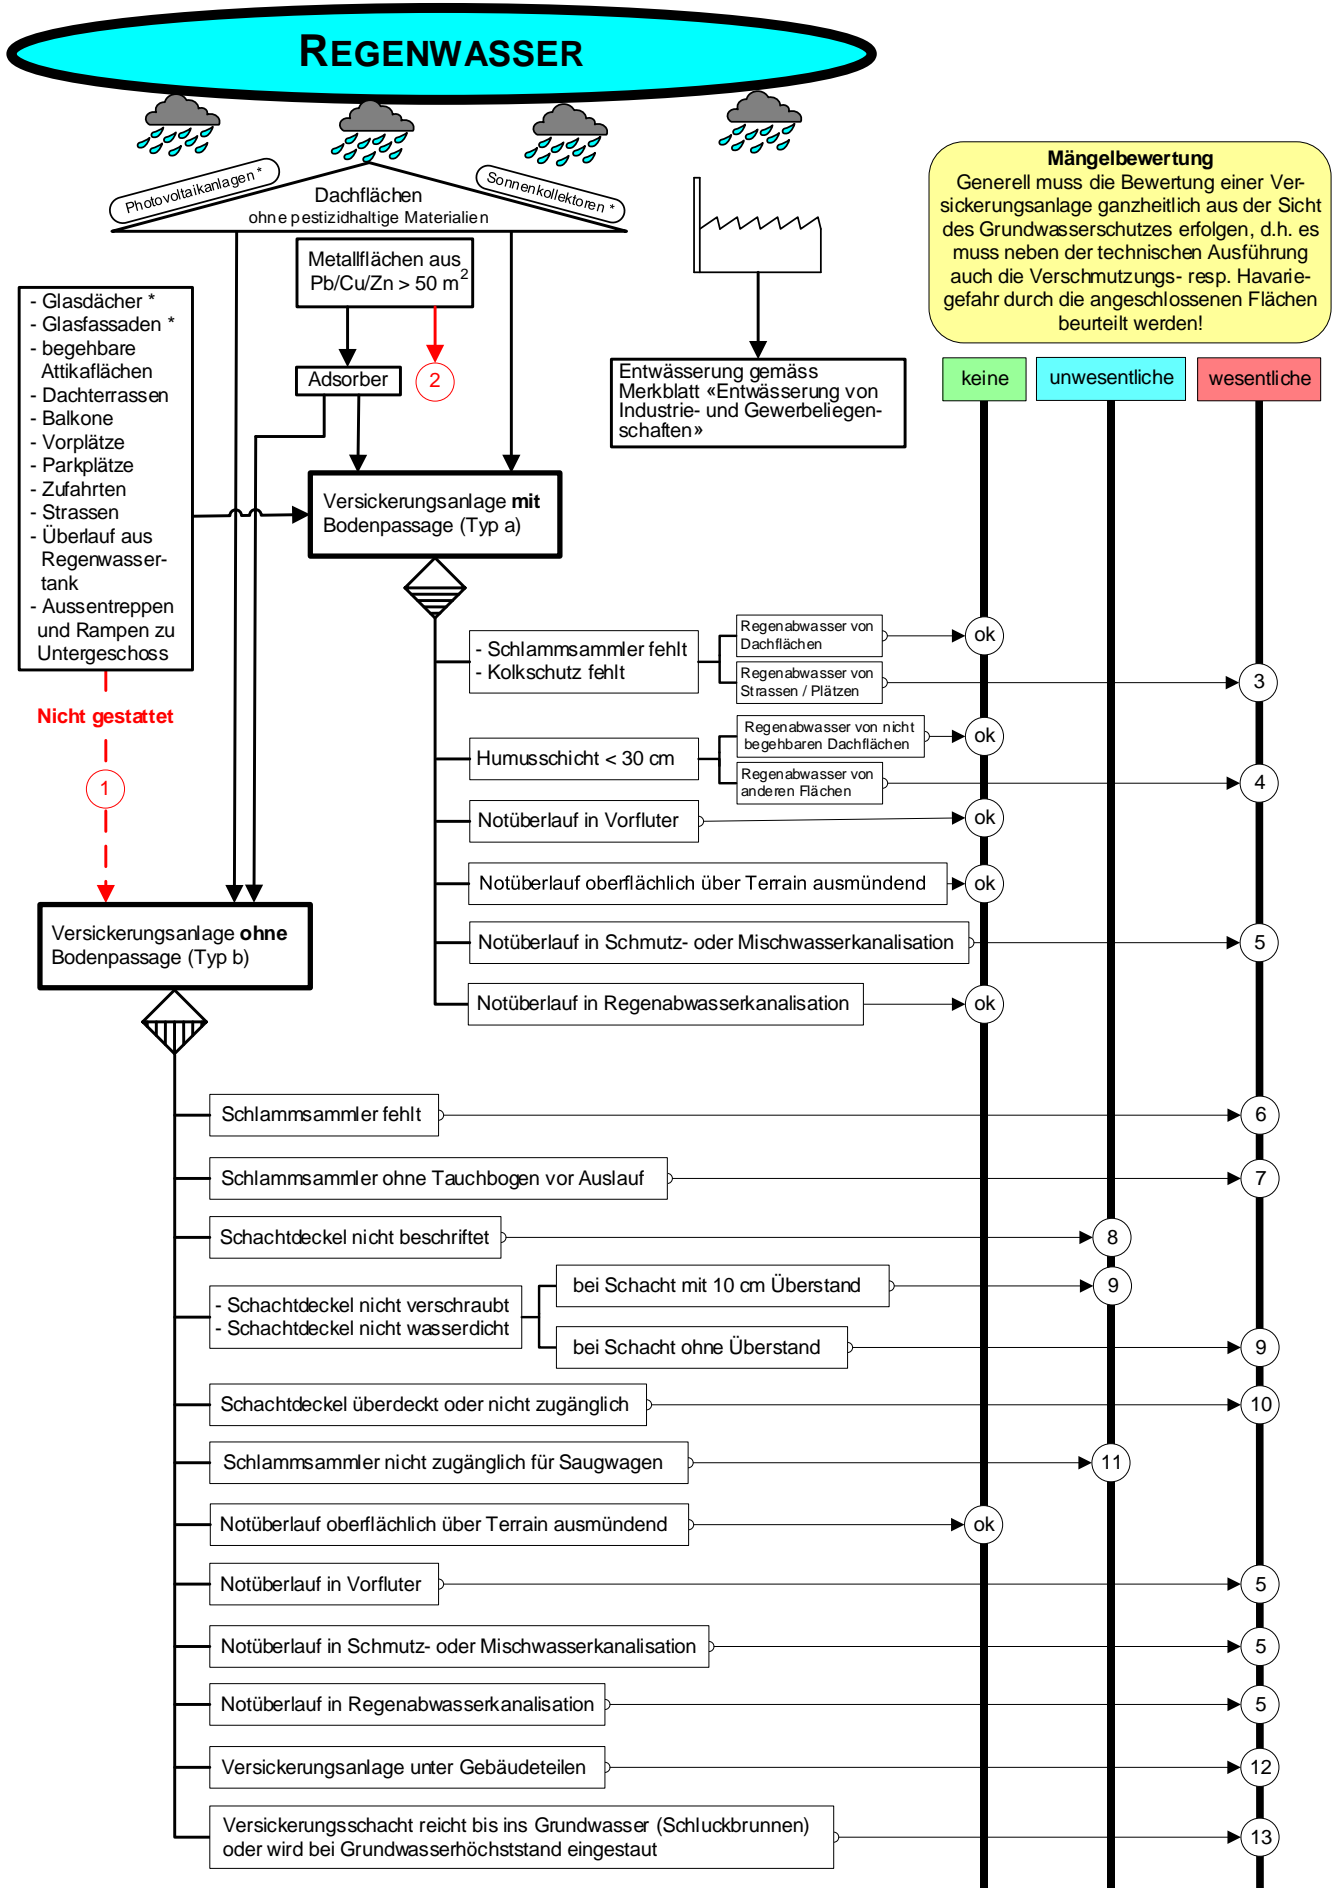 REGENWASSER
Photovoltaikanlagen *
Dachflächen
ohne pestizidhaltige Materialien
Sonnenkollektoren *
Metallflächen aus
Pb/Cu/Zn > 50 m2
Adsorber
2
- Glasdächer *
- Glasfassaden *
- begehbare
Attikaflächen
- Dachterrassen
- Balkone
- Vorplätze
- Parkplätze
- Zufahrten
- Strassen
- Überlauf aus
Regenwasser-
tank
- Aussentreppen
und Rampen zu
Untergeschoss
Nicht gestattet
1
Entwässerung gemäss
Merkblatt «Entwässerung von
Industrie- und Gewerbeliegen-
schaften»
Mängelbewertung
Generell muss die Bewertung einer Ver-
sickerungsanlage ganzheitlich aus der Sicht
des Grundwasserschutzes erfolgen, d.h. es
muss neben der technischen Ausführung
auch die Verschmutzungs- resp. Havarie-
gefahr durch die angeschlossenen Flächen
beurteilt werden!
keine
unwesentliche
wesentliche
Versickerungsanlage mit
Bodenpassage (Typ a)
- Schlammsammler fehlt
- Kolkschutz fehlt
Regenabwasser von
Dachflächen
ok
Regenabwasser von
Strassen / Plätzen
3
Humusschicht < 30 cm
Regenabwasser von nicht
begehbaren Dachflächen
ok
Regenabwasser von
anderen Flächen
4
Notüberlauf in Vorfluter
ok
Notüberlauf oberflächlich über Terrain ausmündend
ok
Notüberlauf in Schmutz- oder Mischwasserkanalisation
5
Notüberlauf in Regenabwasserkanalisation
ok
Versickerungsanlage ohne
Bodenpassage (Typ b)
Schlammsammler fehlt
6
Schlammsammler ohne Tauchbogen vor Auslauf
7
Schachtdeckel nicht beschriftet
8
- Schachtdeckel nicht verschraubt
- Schachtdeckel nicht wasserdicht
bei Schacht mit 10 cm Überstand
9
bei Schacht ohne Überstand
9
Schachtdeckel überdeckt oder nicht zugänglich
10
Schlammsammler nicht zugänglich für Saugwagen
11
Notüberlauf oberflächlich über Terrain ausmündend
ok
Notüberlauf in Vorfluter
5
Notüberlauf in Schmutz- oder Mischwasserkanalisation
5
Notüberlauf in Regenabwasserkanalisation
5
Versickerungsanlage unter Gebäudeteilen
12
Versickerungsschacht reicht bis ins Grundwasser (Schluckbrunnen)
oder wird bei Grundwasserhöchststand eingestaut
13